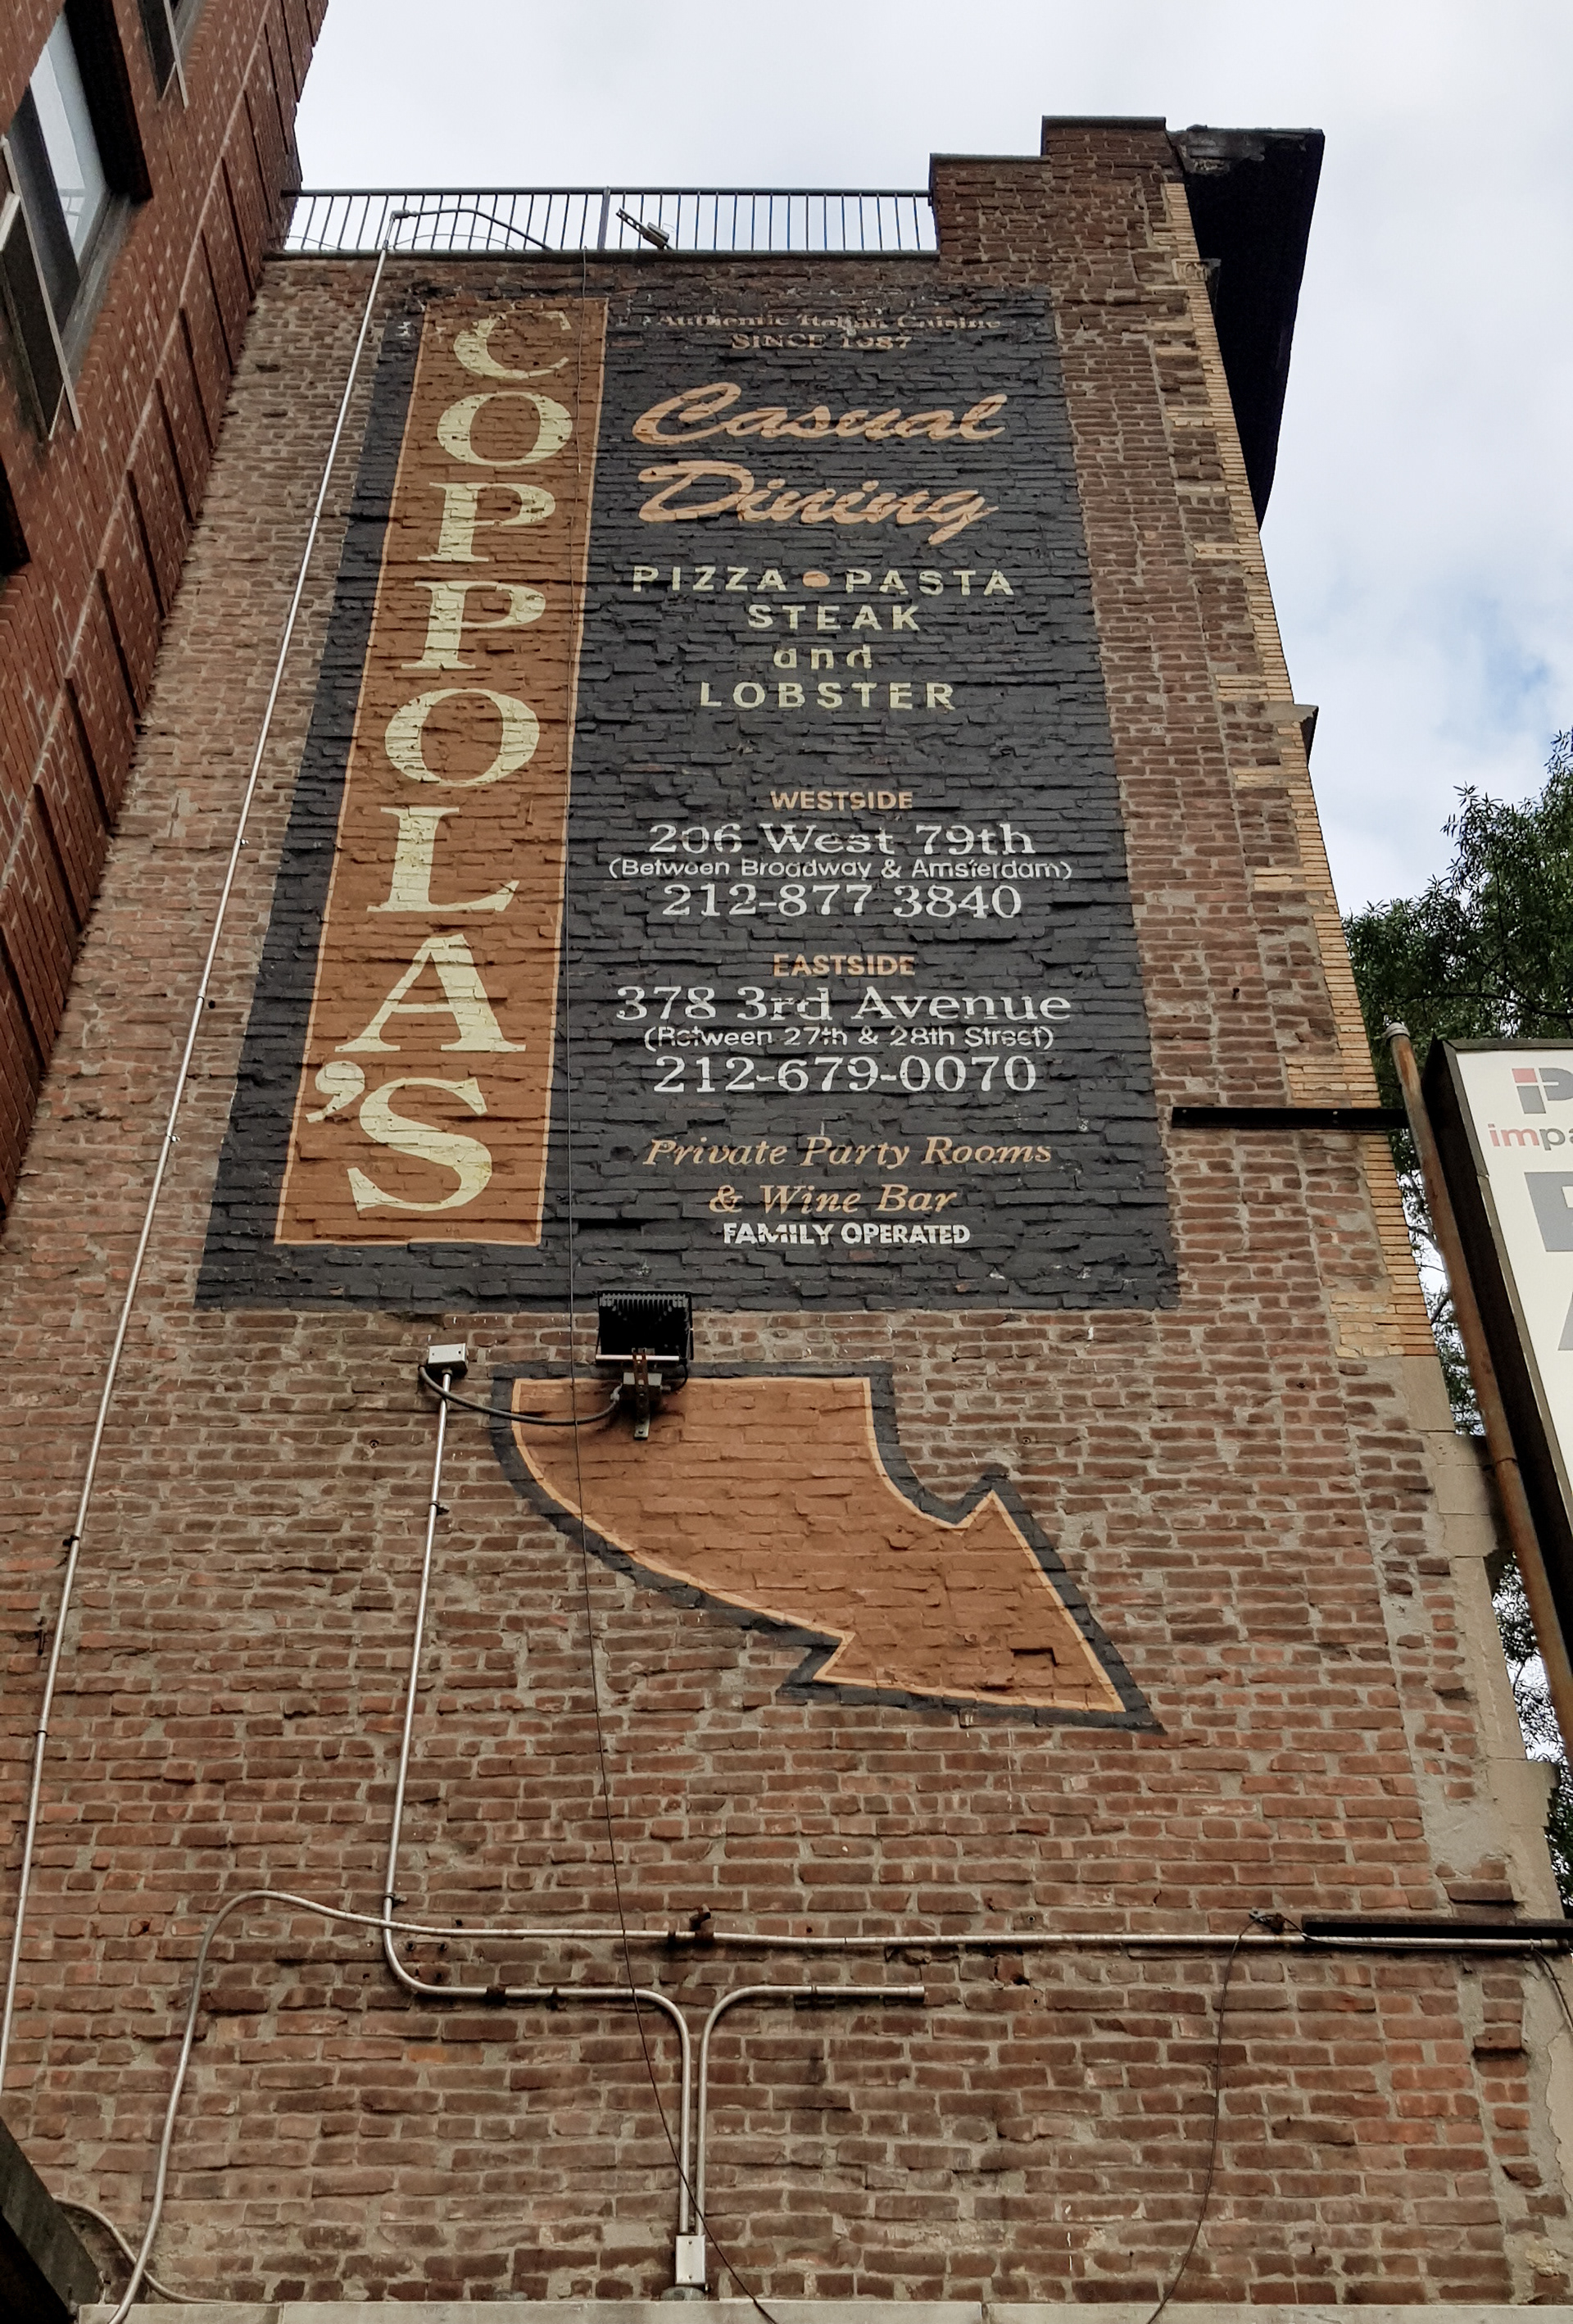 COPPOLA'S
Authentic Italian Cuisine
SINCE 1987
Casual
Dining
PIZZA • PASTA
STEAK
and
LOBSTER
WESTSIDE
206 West 79th
(Between Broadway & Amsterdam)
212-877 3840
EASTSIDE
378 3rd Avenue
(Between 27th & 28th Street)
212-679-0070
Private Party Rooms
& Wine Bar
FAMILY OPERATED